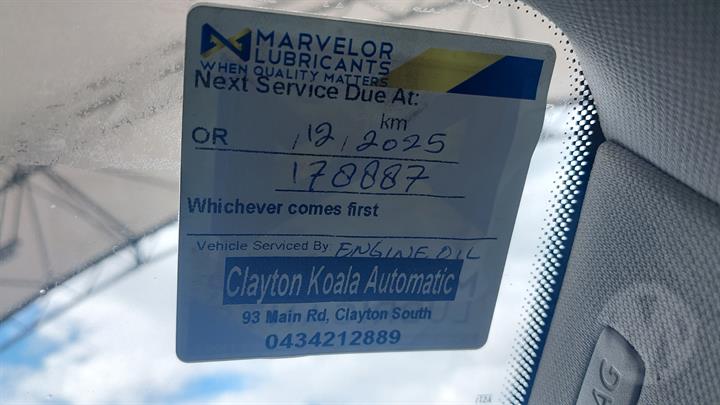 MARVELOR
LUBRICANTS
WHEN QUALITY MATTERS
Next Service Due At:
km
OR , 12 , 2025
178887
Whichever comes first
Vehicle Serviced By: ENGINE OIL
Clayton Koala Automatic
93 Main Rd, Clayton South
0434212889
AG